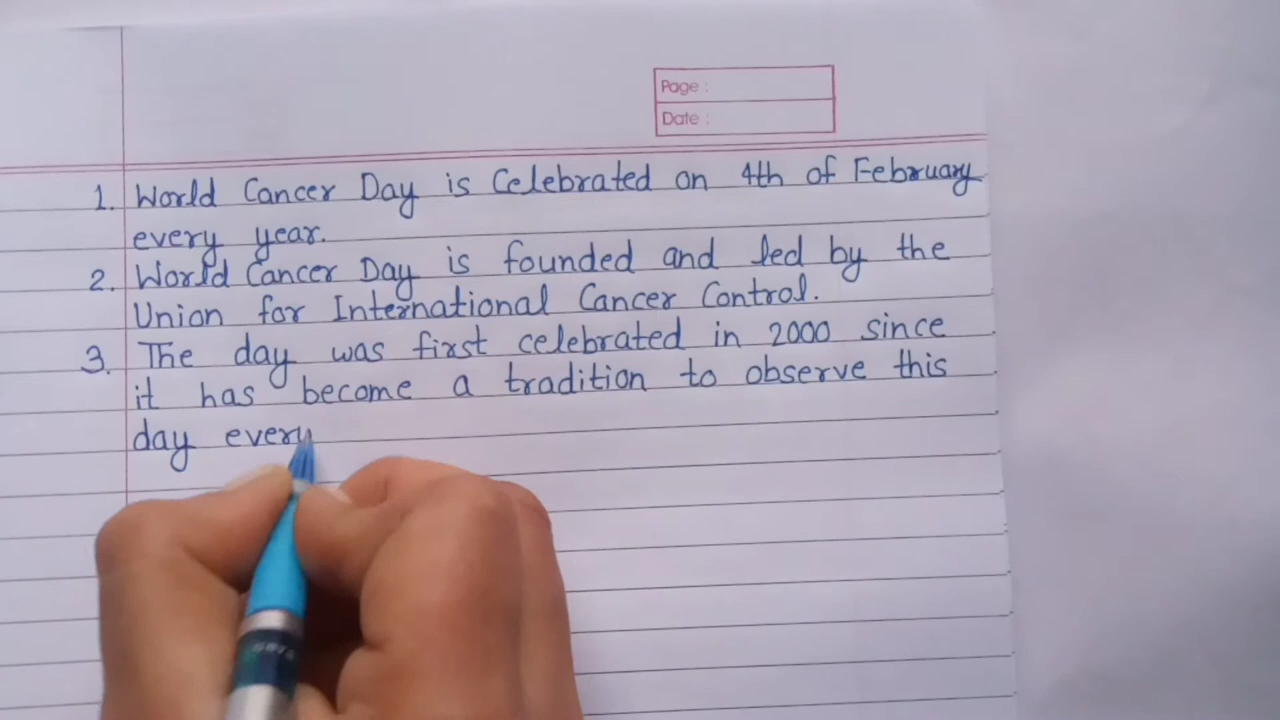 Page :
Date :
1. World Cancer Day is Celebrated on 4th of February
every year.
2. World Cancer Day is founded and led by the
Union for International Cancer Control.
3. The day was first celebrated in 2000 since
it has become a tradition to observe this
day every